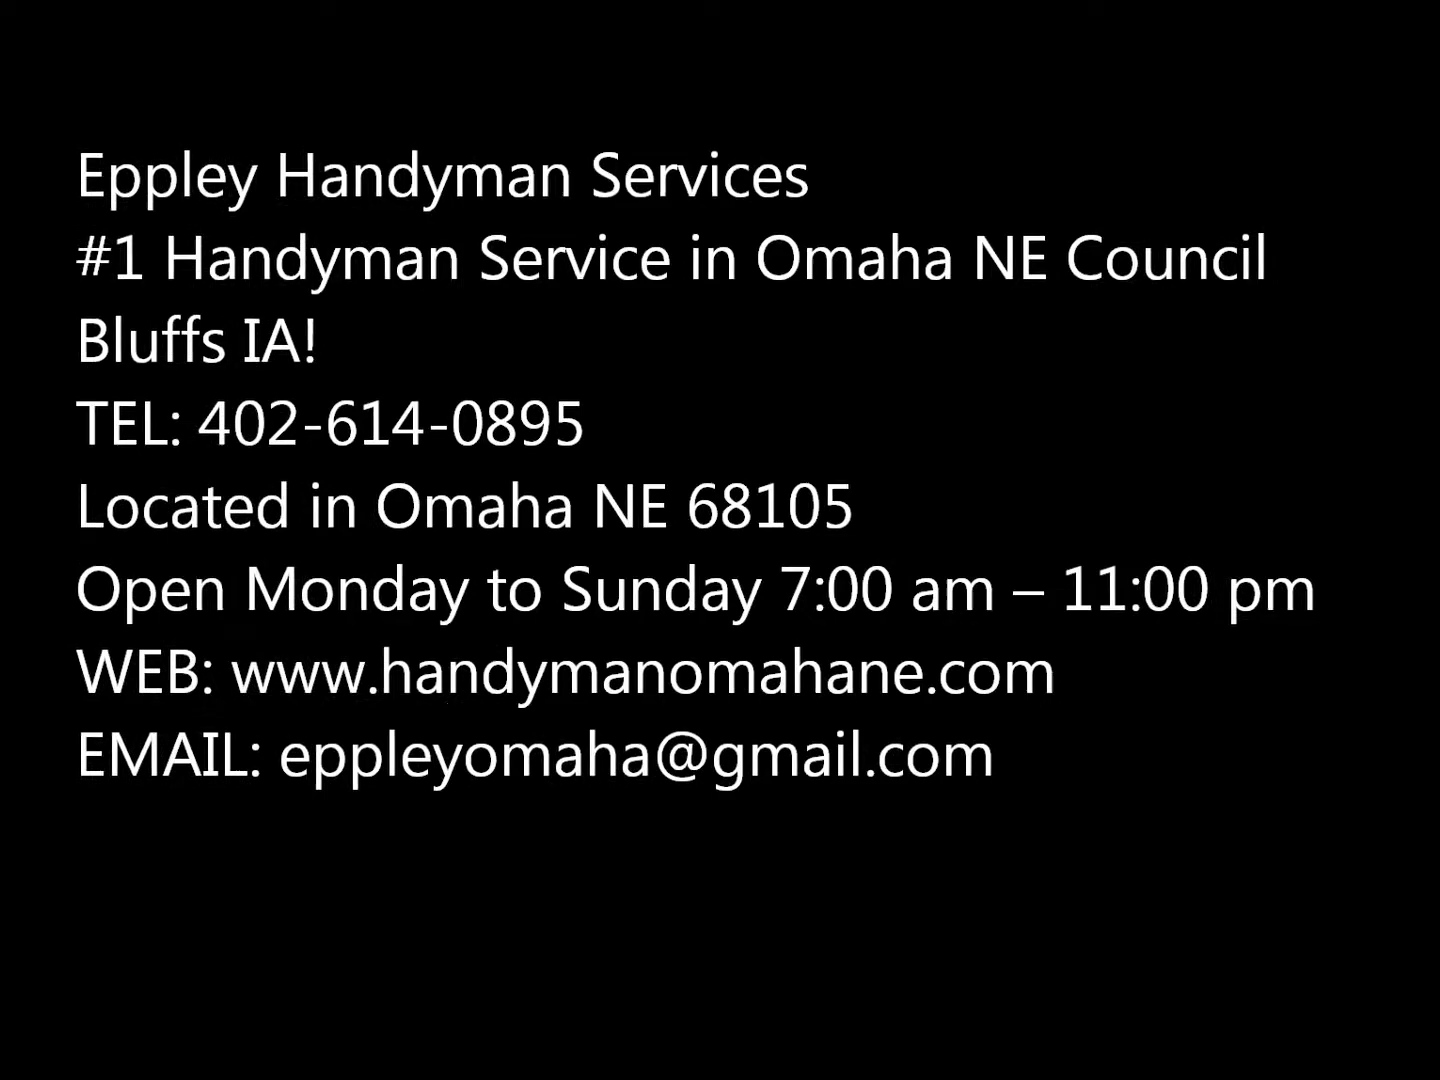 Eppley Handyman Services
#1 Handyman Service in Omaha NE Council
Bluffs IA!
TEL: 402-614-0895
Located in Omaha NE 68105
Open Monday to Sunday 7:00 am – 11:00 pm
WEB: www.handymanomahane.com
EMAIL: eppleyomaha@gmail.com